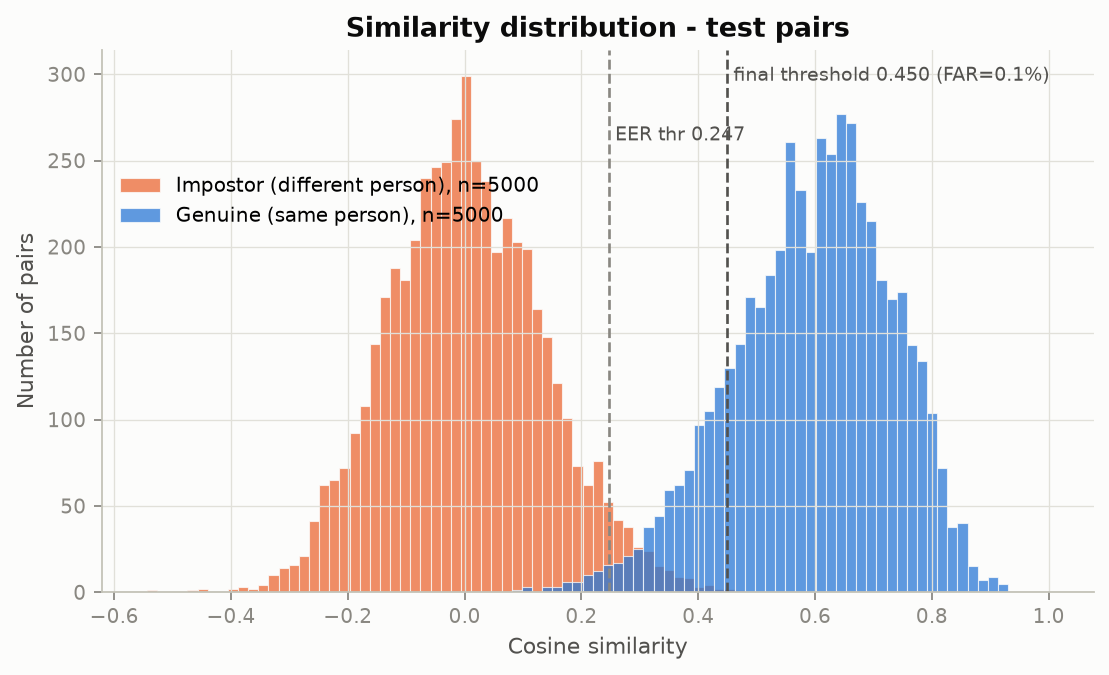 Similarity distribution - test pairs
final threshold 0.450 (FAR=0.1%)
EER thr 0.247
Impostor (different person), n=5000
Genuine (same person), n=5000
Number of pairs
300
250
200
150
100
50
0
−0.6 −0.4 −0.2 0.0 0.2 0.4 0.6 0.8 1.0
Cosine similarity